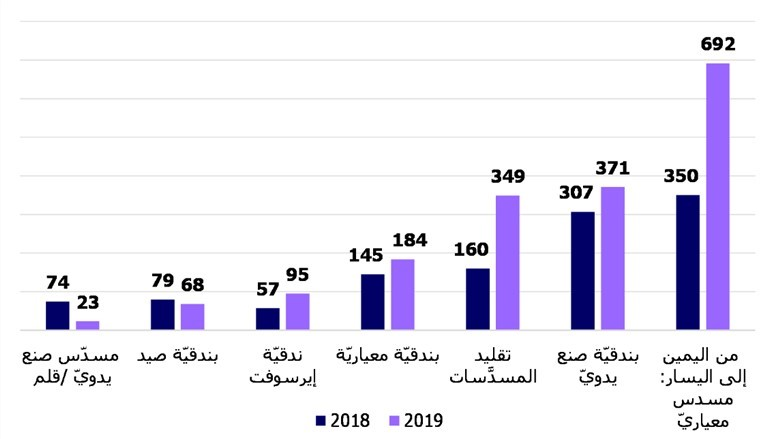 692
349
371
350
307
184
160
145
95
79
74
68
57
23
من اليمين
إلى اليسار:
مسدس
معياريّ
بندقيّة صنع
يدويّ
تقليد
المسدَّسات
بندقيّة معياريّة
ندقيّة
إيرسوفت
بندقيّة صيد
مسدّس صنع
يدويّ /قلم
2018
2019